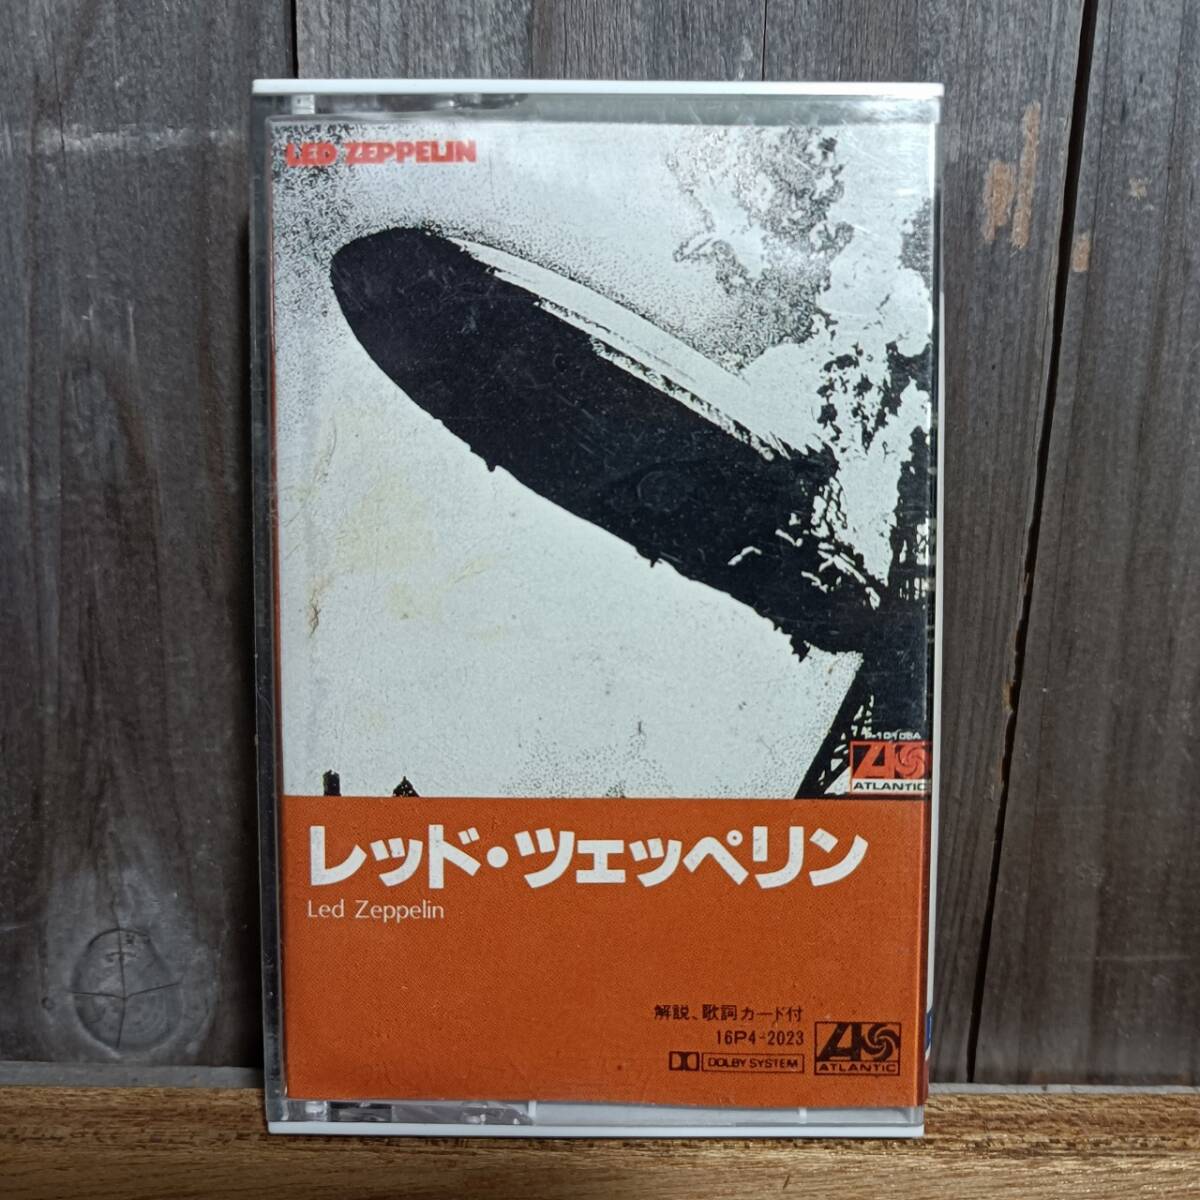 LED ZEPPELIN
P-10105A
ATLANTIC
レッド・ツェッペリン
Led Zeppelin
解説、歌詞カード付
16P4-2023
DOLBY SYSTEM
ATLANTIC